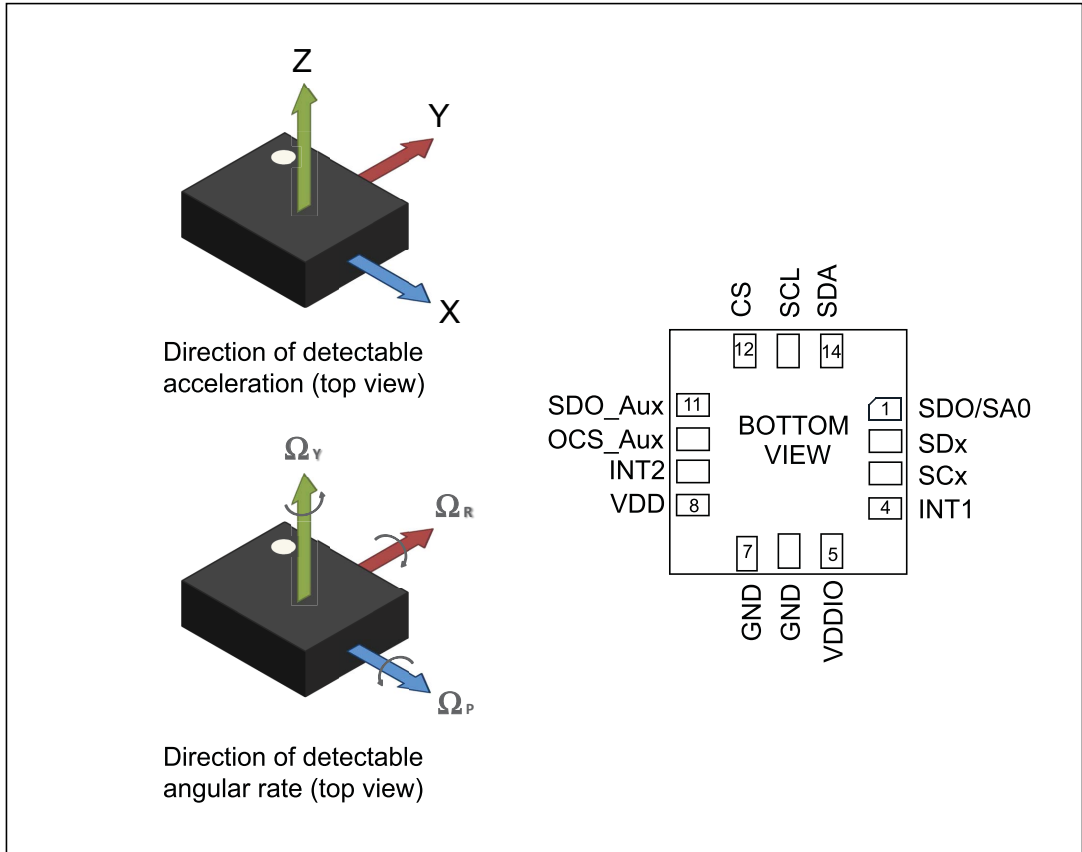 Z
Y
X
Direction of detectable
acceleration (top view)
Ω Y
Ω R
Ω P
Direction of detectable
angular rate (top view)
CS
SCL
SDA
12
14
SDO_Aux
11
1
SDO/SA0
OCS_Aux
SDx
INT2
SCx
VDD
8
4
INT1
BOTTOM
VIEW
7
5
GND
GND
VDDIO